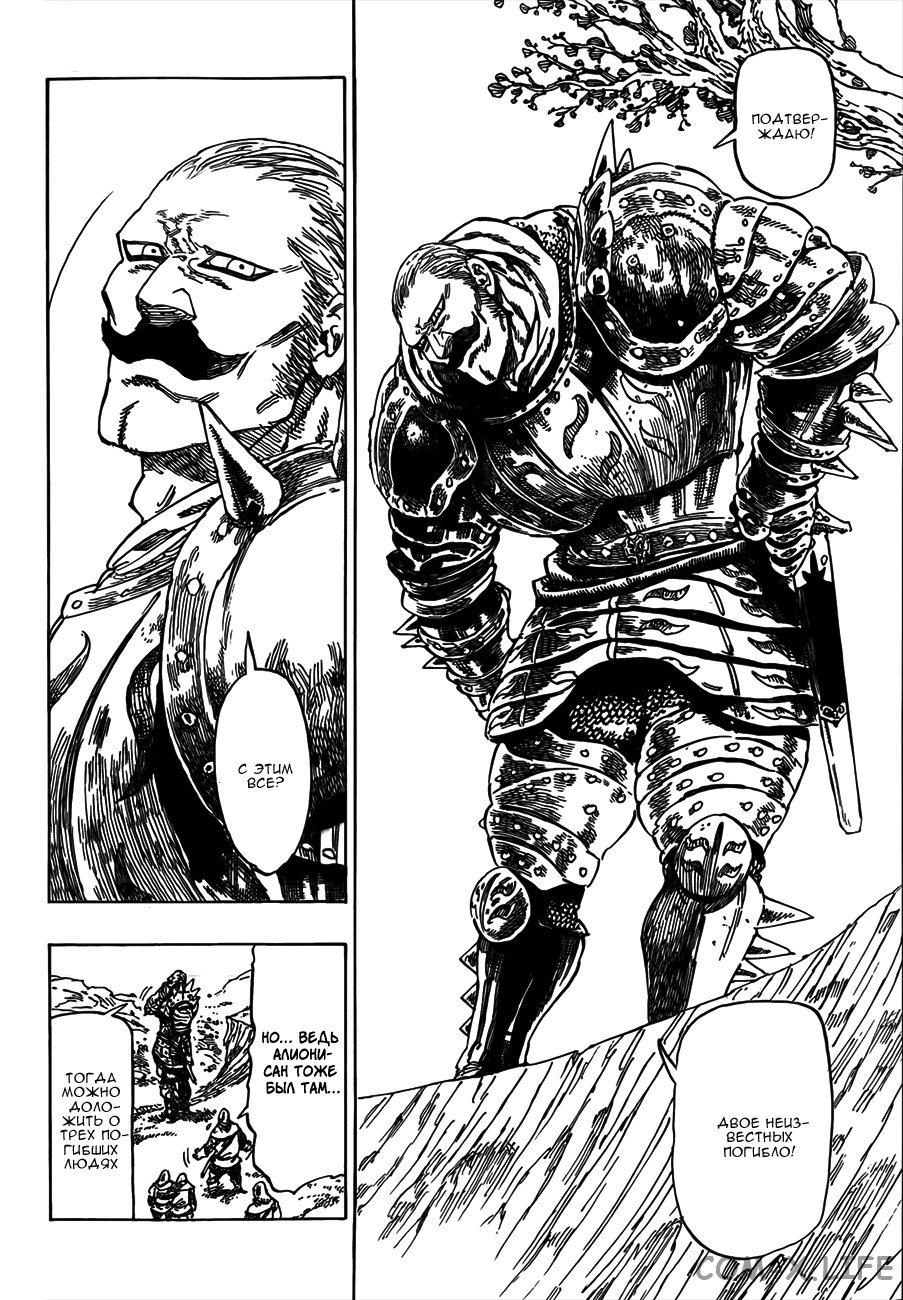 ПОДТВЕР-
ЖДАЮ!
ДВОЕ НЕИЗ-
ВЕСТНЫХ
ПОГИБЛО!
С ЭТИМ
ВСЕ?
НО... ВЕДЬ
АЛИОНИ-
САН ТОЖЕ
БЫЛ ТАМ...
ТОГДА
МОЖНО
ДОЛО-
ЖИТЬ О
ТРЕХ ПО-
ГИБШИХ
ЛЮДЯХ
COM-X.LIFE